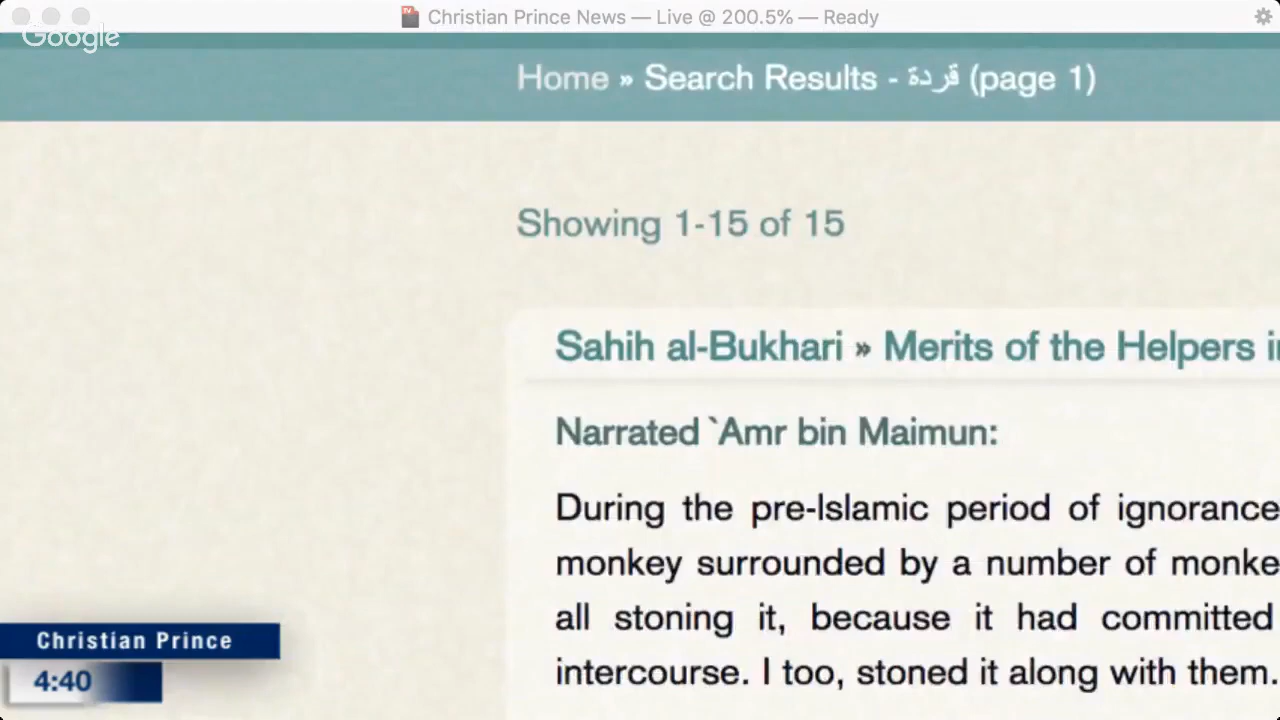 Christian Prince News — Live @ 200.5% — Ready
Google
Home » Search Results - قردة (page 1)
Showing 1-15 of 15
Sahih al-Bukhari » Merits of the Helpers
Narrated `Amr bin Maimun:
During the pre-Islamic period of ignorance
monkey surrounded by a number of monke
all stoning it, because it had committed
intercourse. I too, stoned it along with them.
Christian Prince
4:40